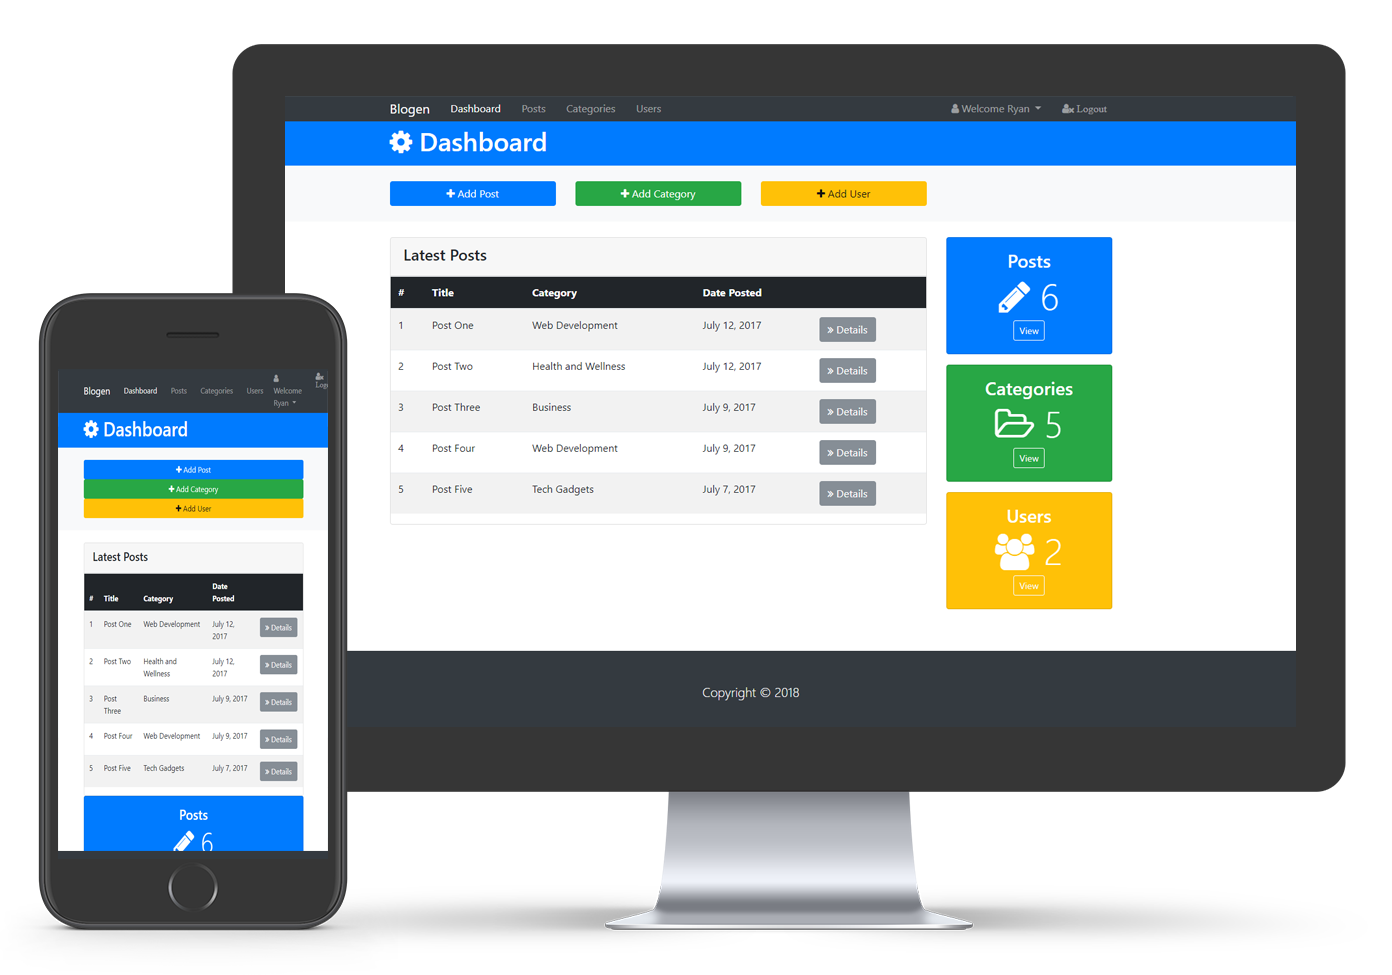 Blogen Dashboard Posts Categories Users Welcome Ryan Logout
Dashboard
Add Post Add Category Add User
Latest Posts
# Title Category Date Posted
1 Post One Web Development July 12, 2017 » Details
2 Post Two Health and Wellness July 12, 2017 » Details
3 Post Three Business July 9, 2017 » Details
4 Post Four Web Development July 9, 2017 » Details
5 Post Five Tech Gadgets July 7, 2017 » Details
Posts
6
View
Categories
5
View
Users
2
View
Copyright © 2018
Blogen Dashboard Posts Categories Users Welcome
Ryan
Log
Dashboard
Add Post
Add Category
Add User
Latest Posts
# Title Category Date
Posted
1 Post One Web Development July 12,
2017 » Details
2 Post Two Health and
Wellness July 12,
2017 » Details
3 Post
Three Business July 9, 2017 » Details
4 Post Four Web Development July 9, 2017 » Details
5 Post Five Tech Gadgets July 7, 2017 » Details
Posts
6